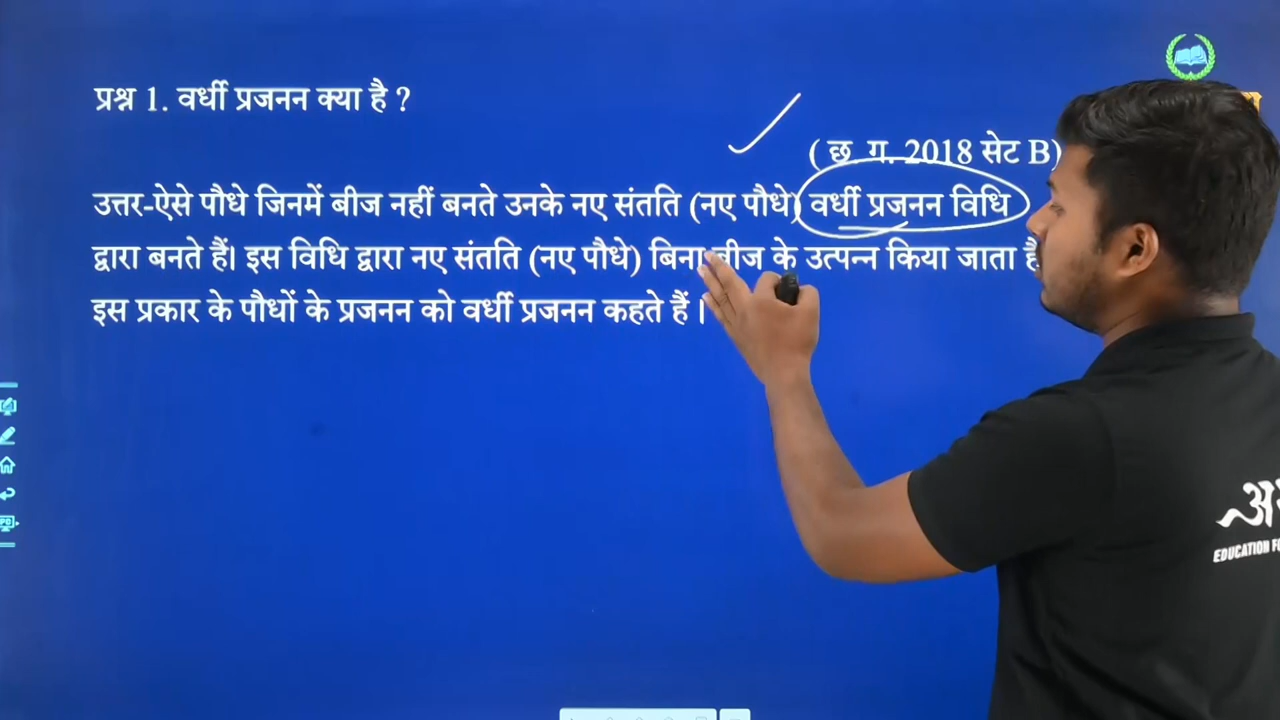 प्रश्न 1. वर्धी प्रजनन क्या है ?
( छ ग. 2018 सेट B)
उत्तर-ऐसे पौधे जिनमें बीज नहीं बनते उनके नए संतति (नए पौधे) वर्धी प्रजनन विधि
द्वारा बनते हैं। इस विधि द्वारा नए संतति (नए पौधे) बिना बीज के उत्पन्न किया जाता है
इस प्रकार के पौधों के प्रजनन को वर्धी प्रजनन कहते हैं ।
EDUCATION